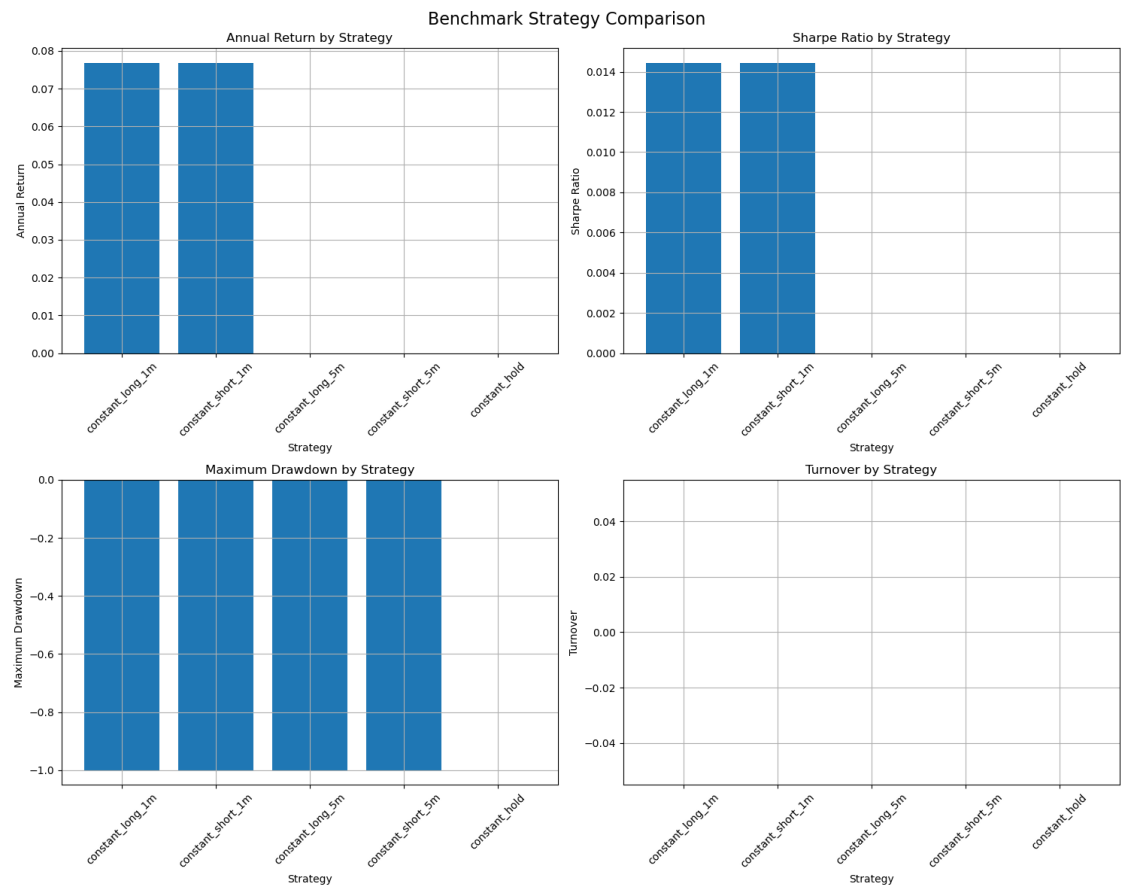 Benchmark Strategy Comparison
Annual Return by Strategy
0.08
0.07
0.06
0.05
0.04
0.03
0.02
0.01
0.00
Annual Return
constant_long_1m
constant_short_1m
constant_long_5m
constant_short_5m
constant_hold
Strategy
Sharpe Ratio by Strategy
0.014
0.012
0.010
0.008
0.006
0.004
0.002
0.000
Sharpe Ratio
constant_long_1m
constant_short_1m
constant_long_5m
constant_short_5m
constant_hold
Strategy
Maximum Drawdown by Strategy
0.0
−0.2
−0.4
−0.6
−0.8
−1.0
Maximum Drawdown
constant_long_1m
constant_short_1m
constant_long_5m
constant_short_5m
constant_hold
Strategy
Turnover by Strategy
0.04
0.02
0.00
−0.02
−0.04
Turnover
constant_long_1m
constant_short_1m
constant_long_5m
constant_short_5m
constant_hold
Strategy